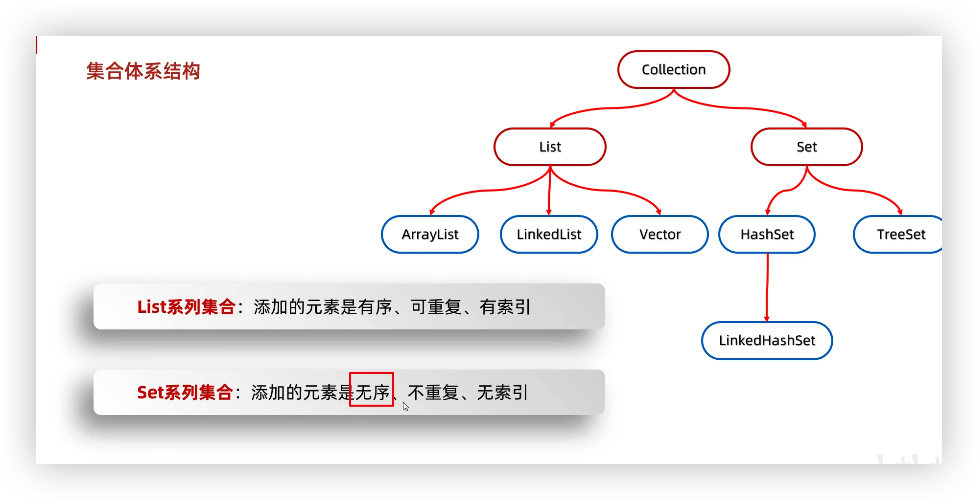 集合体系结构
Collection
List
Set
ArrayList
LinkedList
Vector
HashSet
TreeSet
List系列集合：添加的元素是有序、可重复、有索引
LinkedHashSet
Set系列集合：添加的元素是无序、不重复、无索引